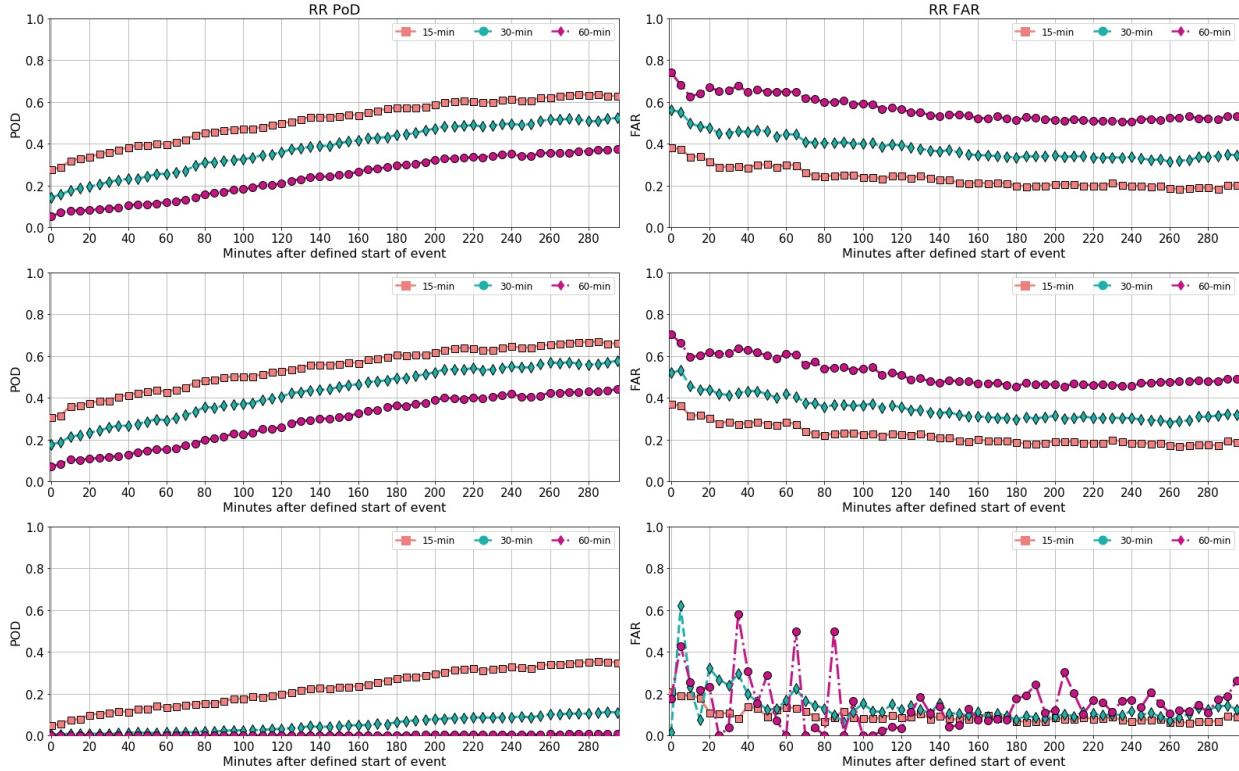 RR PoD
1.0
0.8
0.6
0.4
0.2
0.0
POD
15-min 30-min 60-min
0 20 40 60 80 100 120 140 160 180 200 220 240 260 280
Minutes after defined start of event
RR FAR
1.0
0.8
0.6
0.4
0.2
0.0
FAR
15-min 30-min 60-min
0 20 40 60 80 100 120 140 160 180 200 220 240 260 280
Minutes after defined start of event
1.0
0.8
0.6
0.4
0.2
0.0
POD
15-min 30-min 60-min
0 20 40 60 80 100 120 140 160 180 200 220 240 260 280
Minutes after defined start of event
1.0
0.8
0.6
0.4
0.2
0.0
FAR
15-min 30-min 60-min
0 20 40 60 80 100 120 140 160 180 200 220 240 260 280
Minutes after defined start of event
1.0
0.8
0.6
0.4
0.2
0.0
POD
15-min 30-min 60-min
0 20 40 60 80 100 120 140 160 180 200 220 240 260 280
Minutes after defined start of event
1.0
0.8
0.6
0.4
0.2
0.0
FAR
15-min 30-min 60-min
0 20 40 60 80 100 120 140 160 180 200 220 240 260 280
Minutes after defined start of event